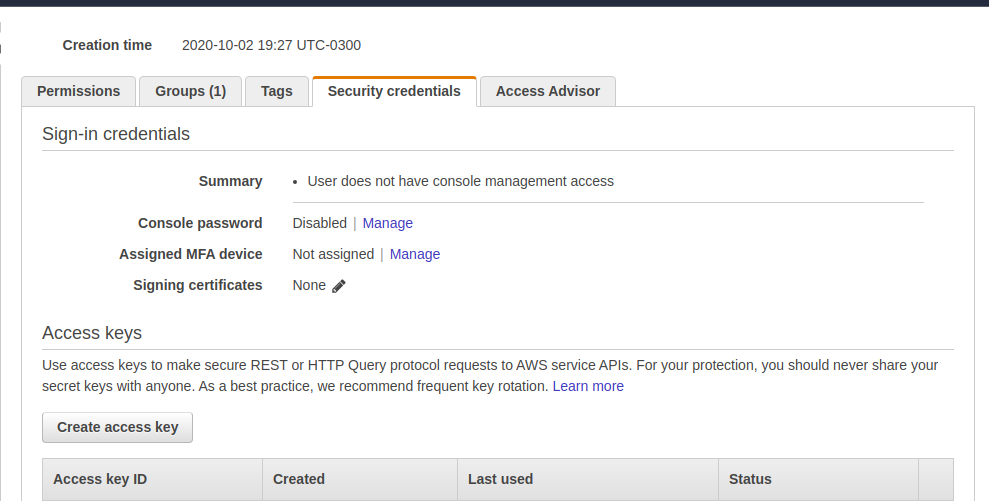 Creation time 2020-10-02 19:27 UTC-0300
Permissions Groups (1) Tags Security credentials Access Advisor
Sign-in credentials
Summary • User does not have console management access
Console password Disabled | Manage
Assigned MFA device Not assigned | Manage
Signing certificates None
Access keys
Use access keys to make secure REST or HTTP Query protocol requests to AWS service APIs. For your protection, you should never share your
secret keys with anyone. As a best practice, we recommend frequent key rotation. Learn more
Create access key
Access key ID Created Last used Status